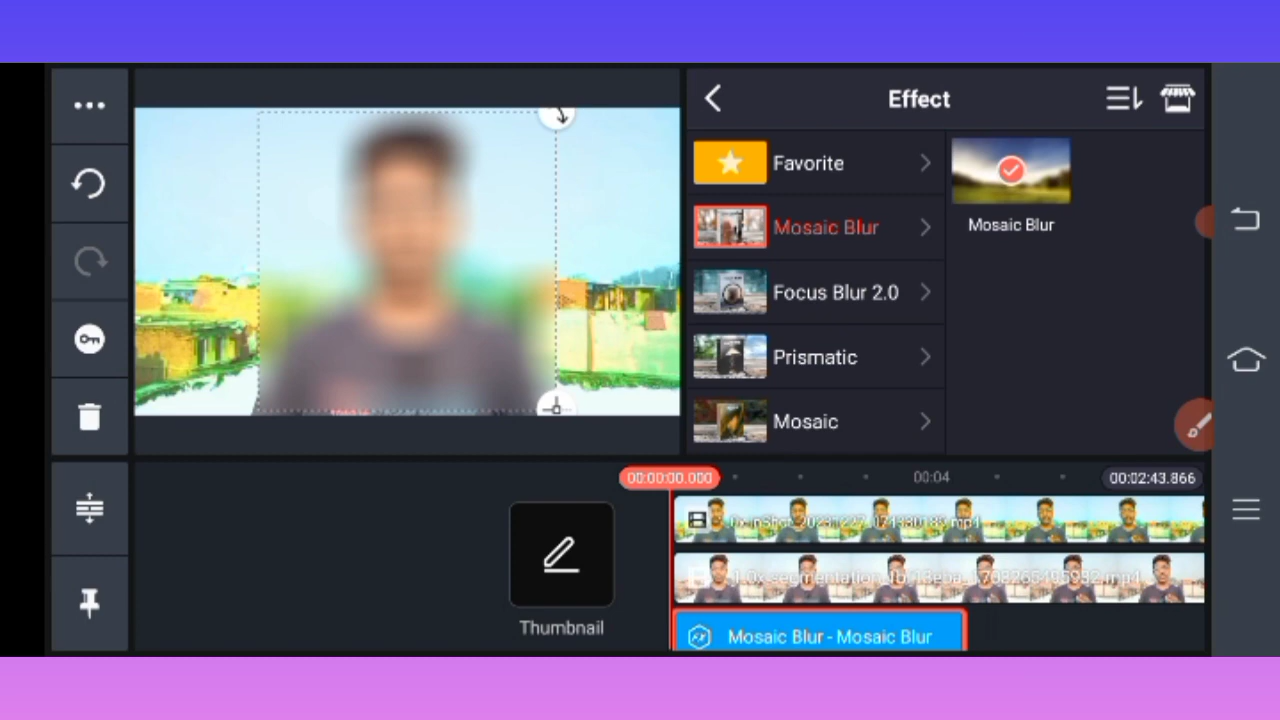 Effect
Favorite
Mosaic Blur
Focus Blur 2.0
Prismatic
Mosaic
Mosaic Blur
00:00:00.000
00:04
00:02:43.866
Thumbnail
Mosaic Blur - Mosaic Blur